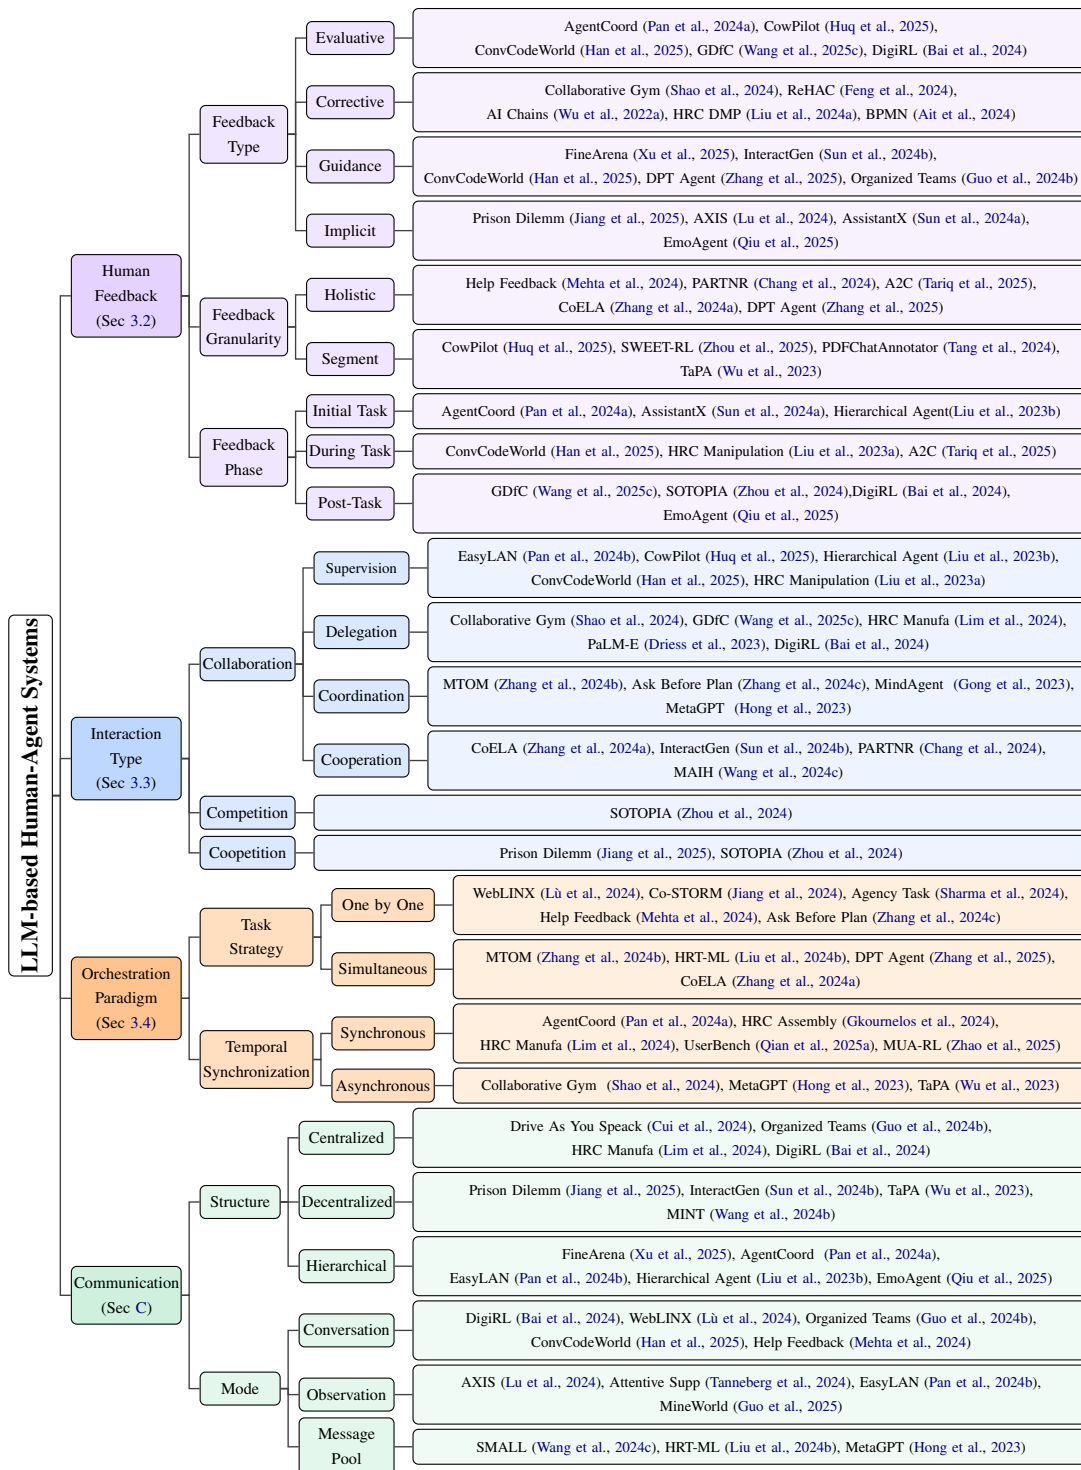 LLM-based Human-Agent Systems
Human
Feedback
(Sec 3.2)
Feedback
Type
Evaluative
AgentCoord (Pan et al., 2024a), CowPilot (Huq et al., 2025),
ConvCodeWorld (Han et al., 2025), GDfC (Wang et al., 2025c), DigiRL (Bai et al., 2024)
Corrective
Collaborative Gym (Shao et al., 2024), ReHAC (Feng et al., 2024),
AI Chains (Wu et al., 2022a), HRC DMP (Liu et al., 2024a), BPMN (Ait et al., 2024)
Guidance
FineArena (Xu et al., 2025), InteractGen (Sun et al., 2024b),
ConvCodeWorld (Han et al., 2025), DPT Agent (Zhang et al., 2025), Organized Teams (Guo et al., 2024b)
Implicit
Prison Dilemm (Jiang et al., 2025), AXIS (Lu et al., 2024), AssistantX (Sun et al., 2024a),
EmoAgent (Qiu et al., 2025)
Feedback
Granularity
Holistic
Help Feedback (Mehta et al., 2024), PARTNR (Chang et al., 2024), A2C (Tariq et al., 2025),
CoELA (Zhang et al., 2024a), DPT Agent (Zhang et al., 2025)
Segment
CowPilot (Huq et al., 2025), SWEET-RL (Zhou et al., 2025), PDFChatAnnotator (Tang et al., 2024),
TaPA (Wu et al., 2023)
Feedback
Phase
Initial Task
AgentCoord (Pan et al., 2024a), AssistantX (Sun et al., 2024a), Hierarchical Agent(Liu et al., 2023b)
During Task
ConvCodeWorld (Han et al., 2025), HRC Manipulation (Liu et al., 2023a), A2C (Tariq et al., 2025)
Post-Task
GDfC (Wang et al., 2025c), SOTOPIA (Zhou et al., 2024),DigiRL (Bai et al., 2024),
EmoAgent (Qiu et al., 2025)
Interaction
Type
(Sec 3.3)
Collaboration
Supervision
EasyLAN (Pan et al., 2024b), CowPilot (Huq et al., 2025), Hierarchical Agent (Liu et al., 2023b),
ConvCodeWorld (Han et al., 2025), HRC Manipulation (Liu et al., 2023a)
Delegation
Collaborative Gym (Shao et al., 2024), GDfC (Wang et al., 2025c), HRC Manufa (Lim et al., 2024),
PaLM-E (Driess et al., 2023), DigiRL (Bai et al., 2024)
Coordination
MTOM (Zhang et al., 2024b), Ask Before Plan (Zhang et al., 2024c), MindAgent (Gong et al., 2023),
MetaGPT (Hong et al., 2023)
Cooperation
CoELA (Zhang et al., 2024a), InteractGen (Sun et al., 2024b), PARTNR (Chang et al., 2024),
MAIH (Wang et al., 2024c)
Competition
SOTOPIA (Zhou et al., 2024)
Coopetition
Prison Dilemm (Jiang et al., 2025), SOTOPIA (Zhou et al., 2024)
Orchestration
Paradigm
(Sec 3.4)
Task
Strategy
One by One
WebLINX (Lù et al., 2024), Co-STORM (Jiang et al., 2024), Agency Task (Sharma et al., 2024),
Help Feedback (Mehta et al., 2024), Ask Before Plan (Zhang et al., 2024c)
Simultaneous
MTOM (Zhang et al., 2024b), HRT-ML (Liu et al., 2024b), DPT Agent (Zhang et al., 2025),
CoELA (Zhang et al., 2024a)
Temporal
Synchronization
Synchronous
AgentCoord (Pan et al., 2024a), HRC Assembly (Gkournelos et al., 2024),
HRC Manufa (Lim et al., 2024), UserBench (Qian et al., 2025a), MUA-RL (Zhao et al., 2025)
Asynchronous
Collaborative Gym (Shao et al., 2024), MetaGPT (Hong et al., 2023), TaPA (Wu et al., 2023)
Communication
(Sec C)
Structure
Centralized
Drive As You Speack (Cui et al., 2024), Organized Teams (Guo et al., 2024b),
HRC Manufa (Lim et al., 2024), DigiRL (Bai et al., 2024)
Decentralized
Prison Dilemm (Jiang et al., 2025), InteractGen (Sun et al., 2024b), TaPA (Wu et al., 2023),
MINT (Wang et al., 2024b)
Hierarchical
FineArena (Xu et al., 2025), AgentCoord (Pan et al., 2024a),
EasyLAN (Pan et al., 2024b), Hierarchical Agent (Liu et al., 2023b), EmoAgent (Qiu et al., 2025)
Mode
Conversation
DigiRL (Bai et al., 2024), WebLINX (Lù et al., 2024), Organized Teams (Guo et al., 2024b),
ConvCodeWorld (Han et al., 2025), Help Feedback (Mehta et al., 2024)
Observation
AXIS (Lu et al., 2024), Attentive Supp (Tanneberg et al., 2024), EasyLAN (Pan et al., 2024b),
MineWorld (Guo et al., 2025)
Message
Pool
SMALL (Wang et al., 2024c), HRT-ML (Liu et al., 2024b), MetaGPT (Hong et al., 2023)